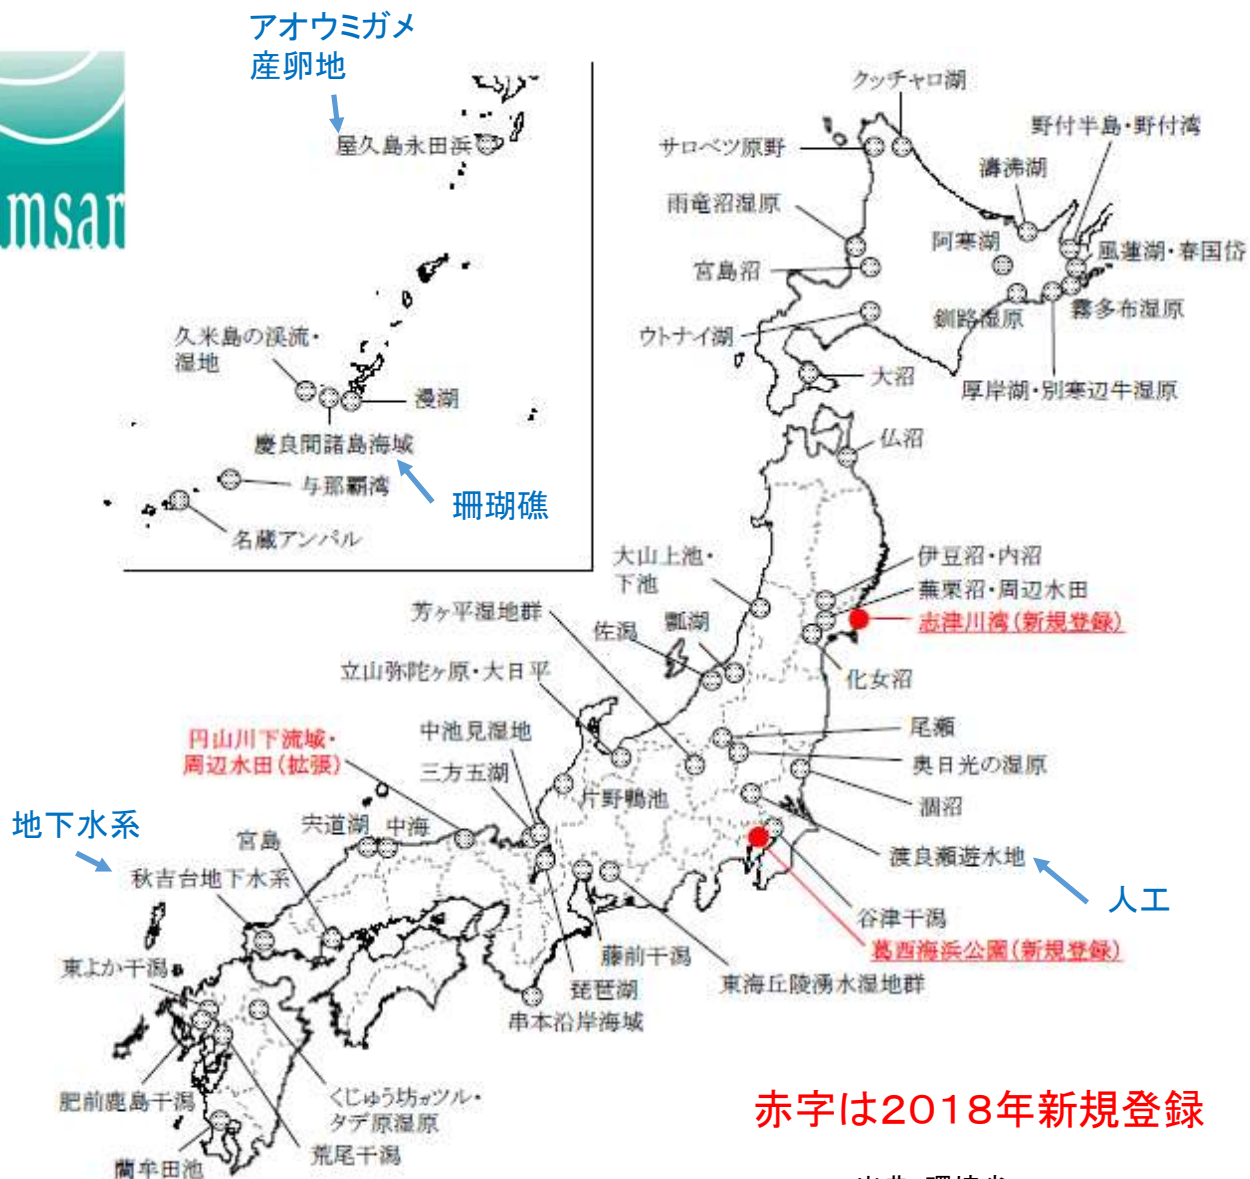 アオウミガメ
産卵地
msar
屋久島永田浜
久米島の渓流・
湿地
漫湖
慶良間諸島海域
与那覇湾
珊瑚礁
名蔵アンパル
クッチャロ湖
サロベツ原野
野付半島・野付湾
濤沸湖
雨竜沼湿原
阿寒湖
風蓮湖・春国岱
宮島沼
霧多布湿原
釧路湿原
ウトナイ湖
大沼
厚岸湖・別寒辺牛湿原
仏沼
大山上池・
下池
伊豆沼・内沼
蕪栗沼・周辺水田
志津川湾(新規登録)
芳ヶ平湿地群
佐潟
瓢湖
化女沼
立山弥陀ヶ原・大日平
尾瀬
円山川下流域・
周辺水田(拡張)
中池見湿地
三方五湖
奥日光の湿原
片野鴨池
涸沼
地下水系
宍道湖
中海
宮島
渡良瀬遊水地
人工
秋吉台地下水系
谷津干潟
葛西海浜公園(新規登録)
藤前干潟
東海丘陵湧水湿地群
琵琶湖
串本沿岸海域
東よか干潟
肥前鹿島干潟
くじゅう坊ガツル・
タデ原湿原
荒尾干潟
藺牟田池
赤字は2018年新規登録